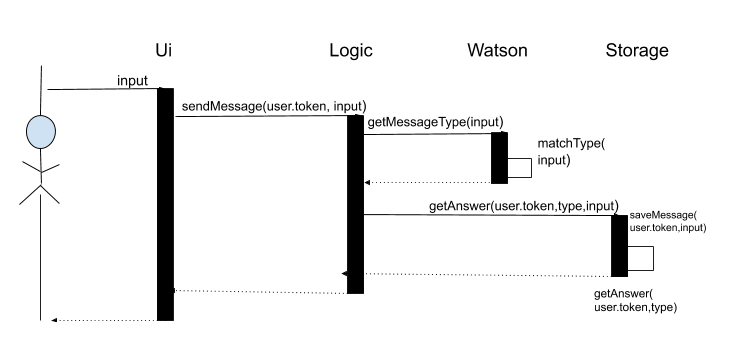 Ui
Logic
Watson
Storage
input
sendMessage(user.token, input)
getMessageType(input)
matchType(
input)
getAnswer(user.token,type,input)
saveMessage(
user.token,input)
getAnswer(
user.token,type)